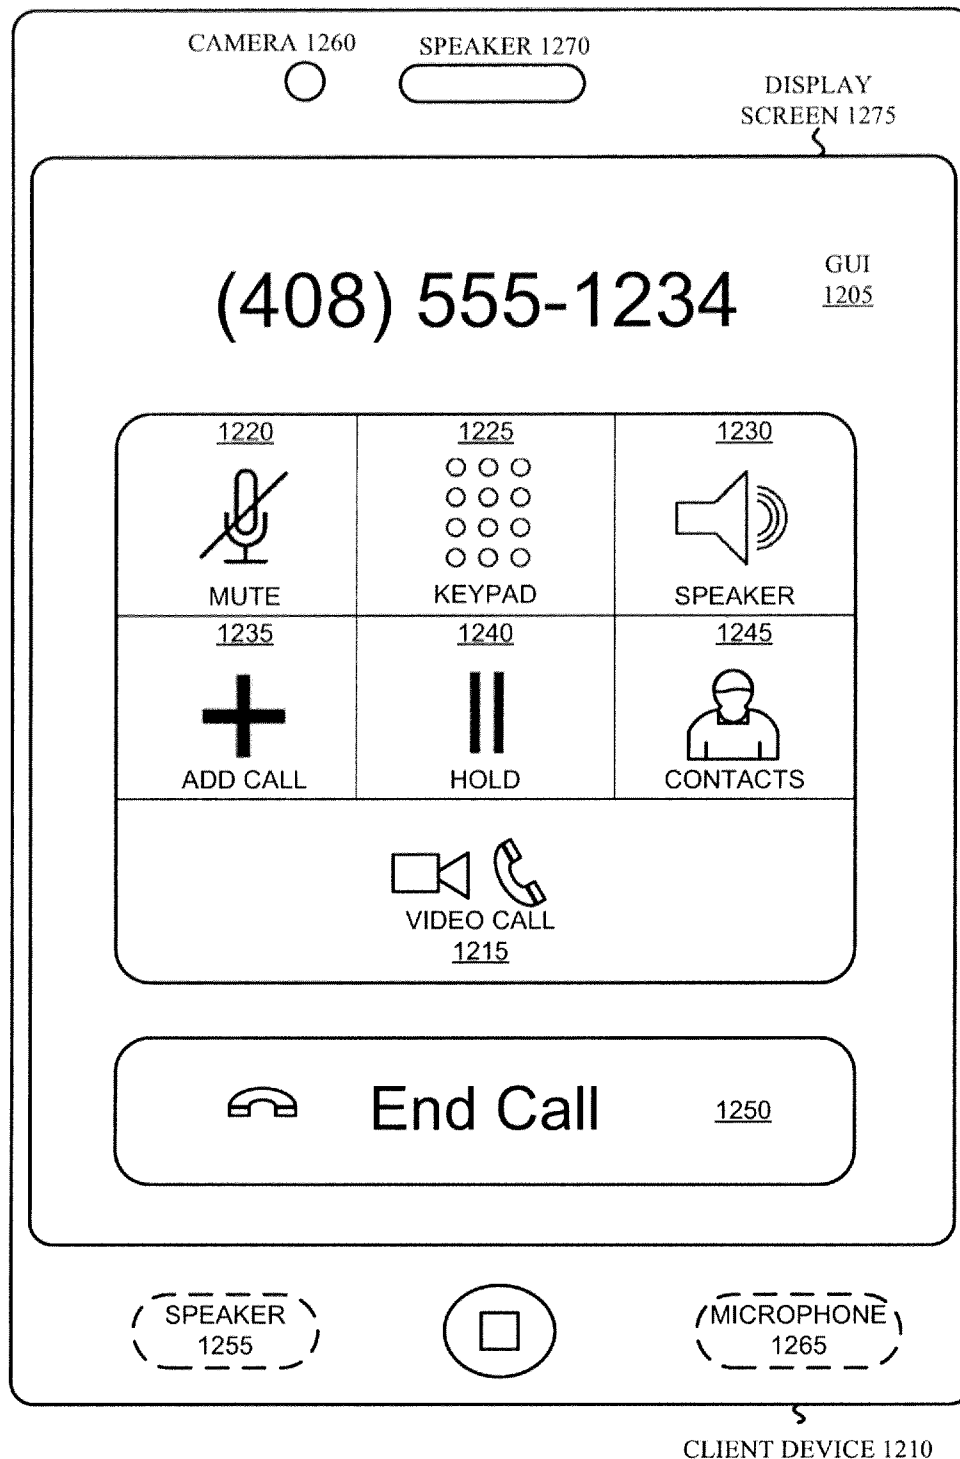 CAMERA 1260
SPEAKER 1270
DISPLAY
SCREEN 1275
(408) 555-1234
GUI
1205
1220
MUTE
1225
KEYPAD
1230
SPEAKER
1235
ADD CALL
1240
HOLD
1245
CONTACTS
VIDEO CALL
1215
End Call
1250
SPEAKER
1255
MICROPHONE
1265
CLIENT DEVICE 1210